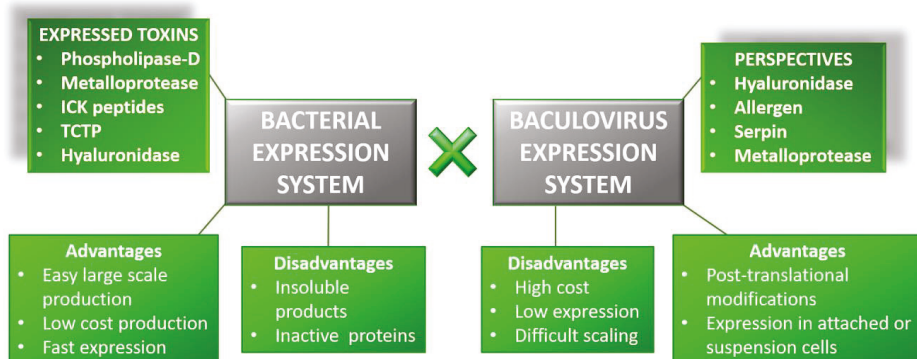 EXPRESSED TOXINS
• Phospholipase-D
• Metalloprotease
• ICK peptides
• TCTP
• Hyaluronidase
BACTERIAL
EXPRESSION
SYSTEM
BACULOVIRUS
EXPRESSION
SYSTEM
PERSPECTIVES
• Hyaluronidase
• Allergen
• Serpin
• Metalloprotease
Advantages
• Easy large scale
production
• Low cost production
• Fast expression
Disadvantages
• Insoluble
products
• Inactive proteins
Disadvantages
• High cost
• Low expression
• Difficult scaling
Advantages
• Post-translational
modifications
• Expression in attached or
suspension cells